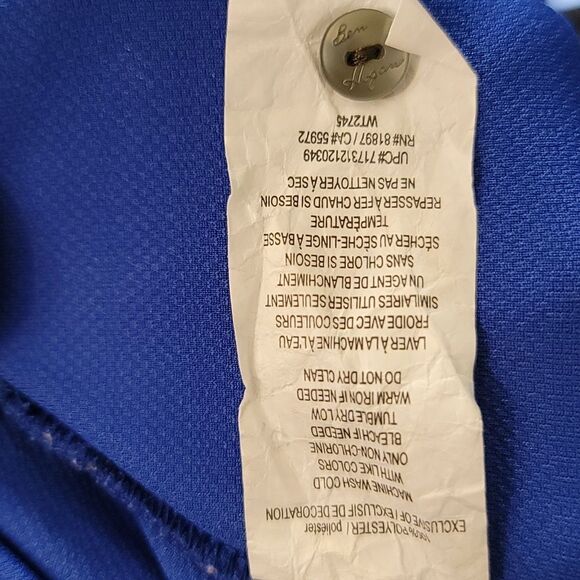 100% POLYESTER / poliéster
EXCLUSIVE OF / EXCLUSIF DE DECORATION
MACHINE WASH COLD
WITH LIKE COLORS
ONLY NON-CHLORINE
BLEACH IF NEEDED
TUMBLE DRY LOW
WARM IRON IF NEEDED
DO NOT DRY CLEAN
LAVER À LA MACHINE À L'EAU
FROIDE AVEC DES COULEURS
SIMILAIRES UTILISER SEULEMENT
UN AGENT DE BLANCHIMENT
SANS CHLORE SI BESOIN
SÉCHER AU SÈCHE-LINGE À BASSE
TEMPÉRATURE
REPASSER À FER CHAUD SI BESOIN
NE PAS NETTOYER À SEC
UPC# 717312120349
RN# 81897 / CA# 55972
WT2745
Ben
Hogan